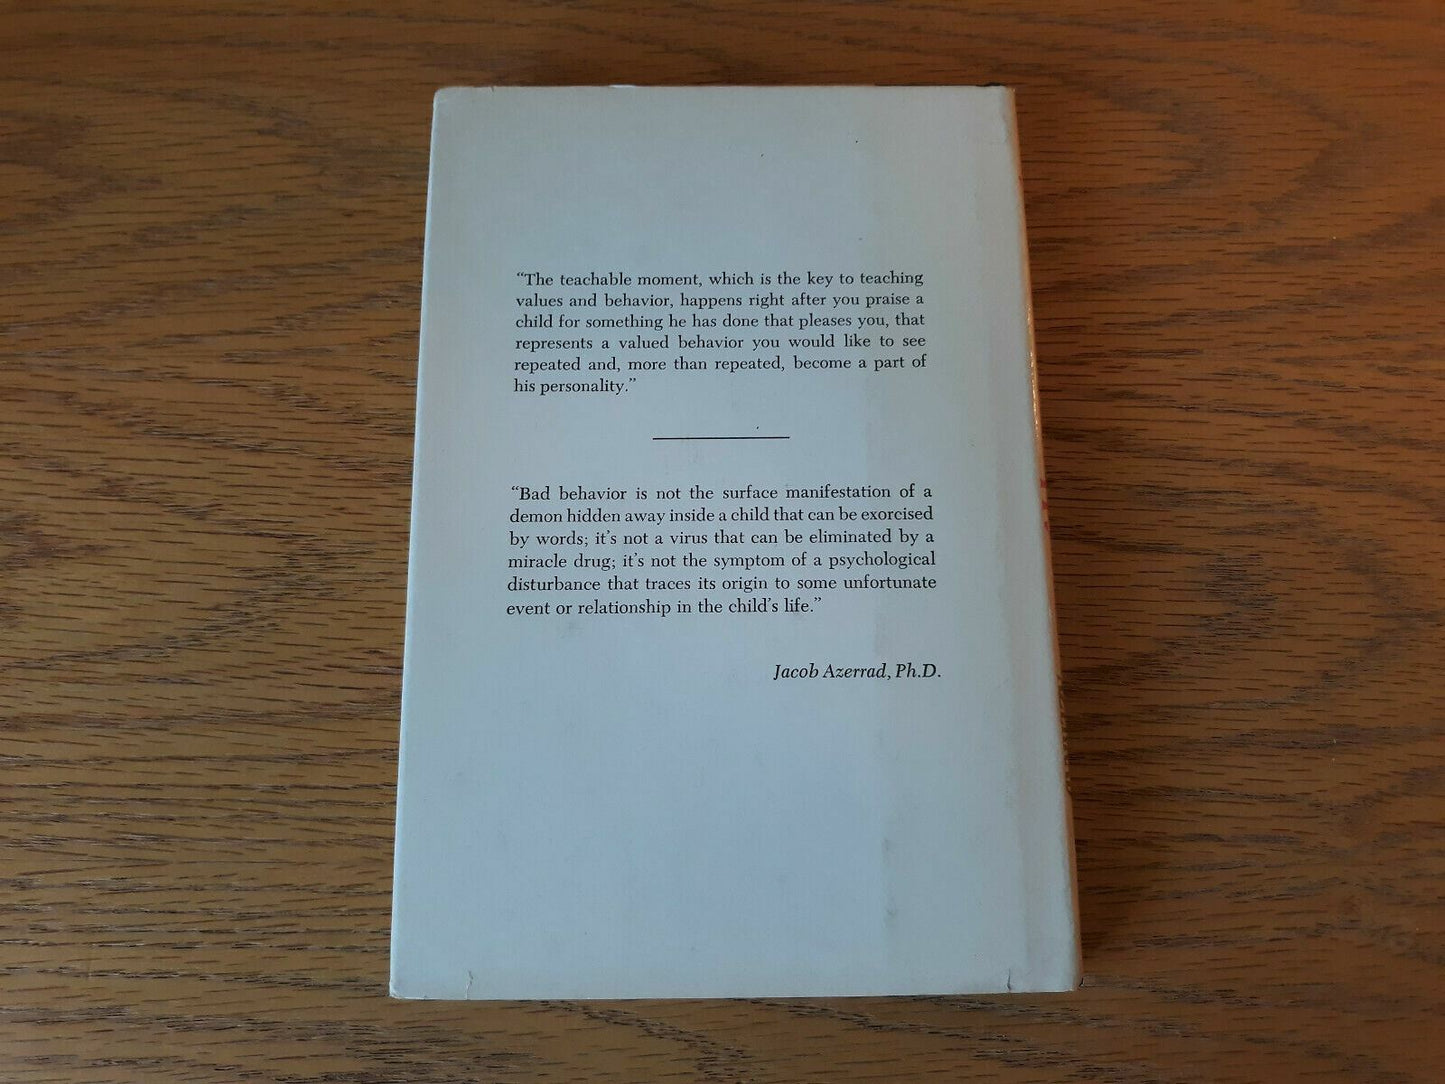 “The teachable moment, which is the key to teaching
values and behavior, happens right after you praise a
child for something he has done that pleases you, that
represents a valued behavior you would like to see
repeated and, more than repeated, become a part of
his personality.”
“Bad behavior is not the surface manifestation of a
demon hidden away inside a child that can be exorcised
by words; it’s not a virus that can be eliminated by a
miracle drug; it’s not the symptom of a psychological
disturbance that traces its origin to some unfortunate
event or relationship in the child’s life.”
Jacob Azerrad, Ph.D.